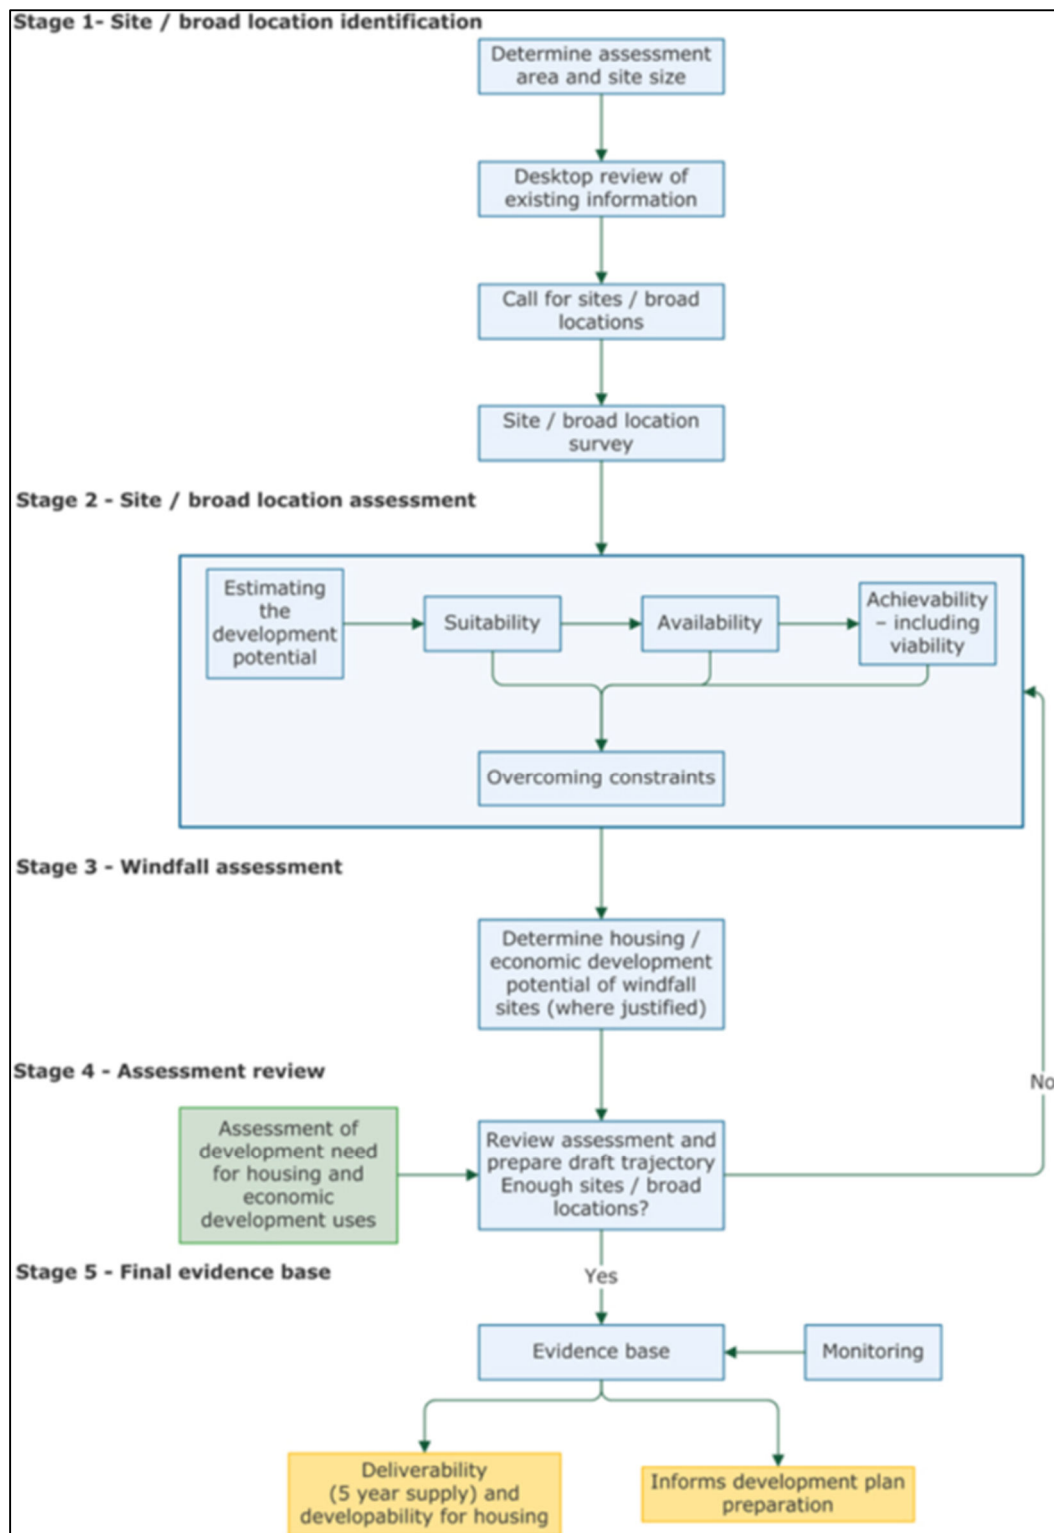 Stage 1- Site / broad location identification
Determine assessment
area and site size
Desktop review of
existing information
Call for sites / broad
locations
Site / broad location
survey
Stage 2 - Site / broad location assessment
Estimating
the
development
potential
Suitability
Availability
Achievability
– including
viability
Overcoming constraints
Stage 3 - Windfall assessment
Determine housing /
economic development
potential of windfall
sites (where justified)
Stage 4 - Assessment review
No
Assessment of
development need
for housing and
economic
development uses
Review assessment and
prepare draft trajectory
Enough sites / broad
locations?
Stage 5 - Final evidence base
Yes
Evidence base
Monitoring
Deliverability
(5 year supply) and
developability for housing
Informs development plan
preparation